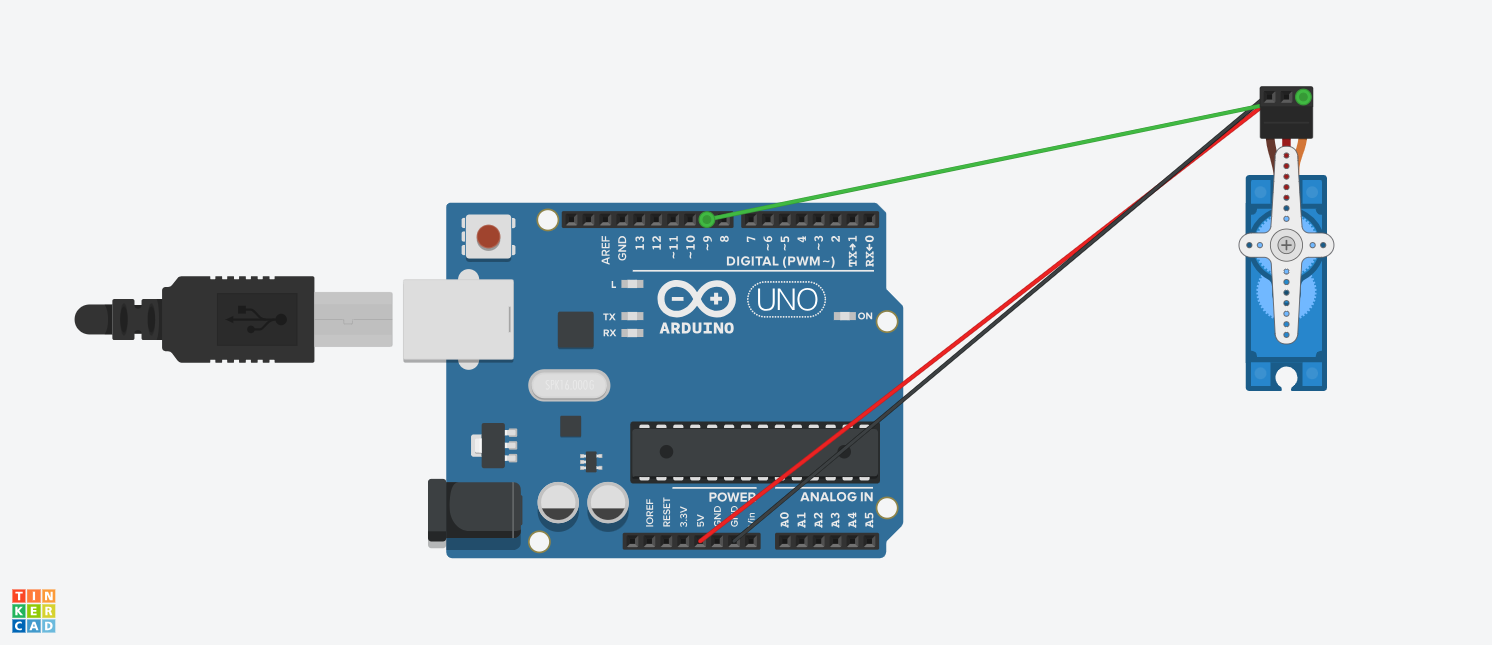 AREF
GND
13
12
~11
~10
~9
8
7
~6
~5
4
~3
2
TX→1
RX←0
DIGITAL (PWM~)
L
TX
RX
ARDUINO
UNO
ON
SPK16.000G
POWER
ANALOG IN
IOREF
RESET
3.3V
5V
GND
GND
Vin
A0
A1
A2
A3
A4
A5
TIN
KER
CAD